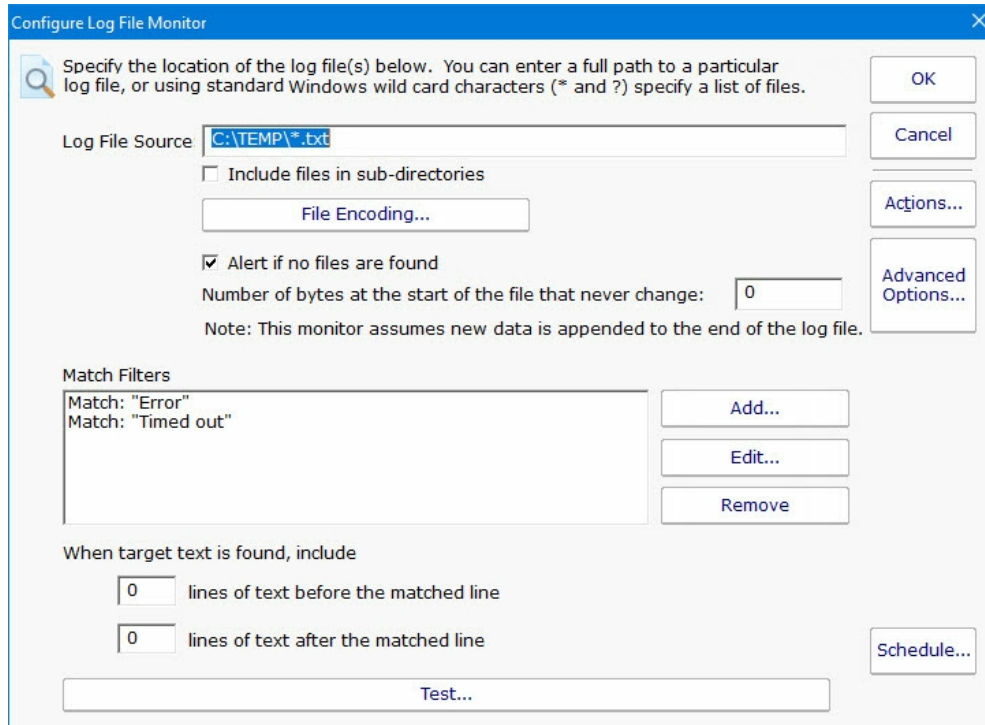 Configure Log File Monitor
Specify the location of the log file(s) below. You can enter a full path to a particular
log file, or using standard Windows wild card characters (* and ?) specify a list of files.
OK
Log File Source
C:\TEMP\*.txt
Cancel
Include files in sub-directories
File Encoding...
Actions...
Alert if no files are found
Advanced
Options...
Number of bytes at the start of the file that never change:
0
Note: This monitor assumes new data is appended to the end of the log file.
Match Filters
Match: "Error"
Match: "Timed out"
Add...
Edit...
Remove
When target text is found, include
0
lines of text before the matched line
0
lines of text after the matched line
Schedule...
Test...